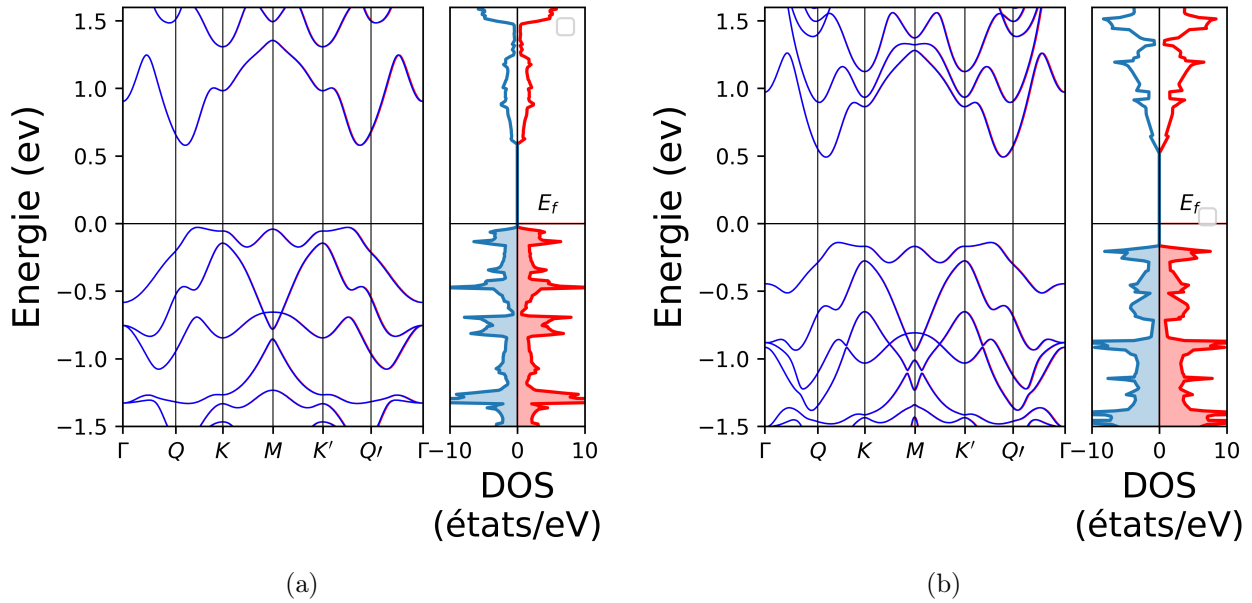 Energie (ev)
1.5
1.0
0.5
0.0
−0.5
−1.0
−1.5
Γ Q K M K′ Q′ Γ
E_f
−10 0 10
DOS
(états/eV)
(a)
Energie (ev)
1.5
1.0
0.5
0.0
−0.5
−1.0
−1.5
Γ Q K M K′ Q′ Γ
E_f
−10 0 10
DOS
(états/eV)
(b)